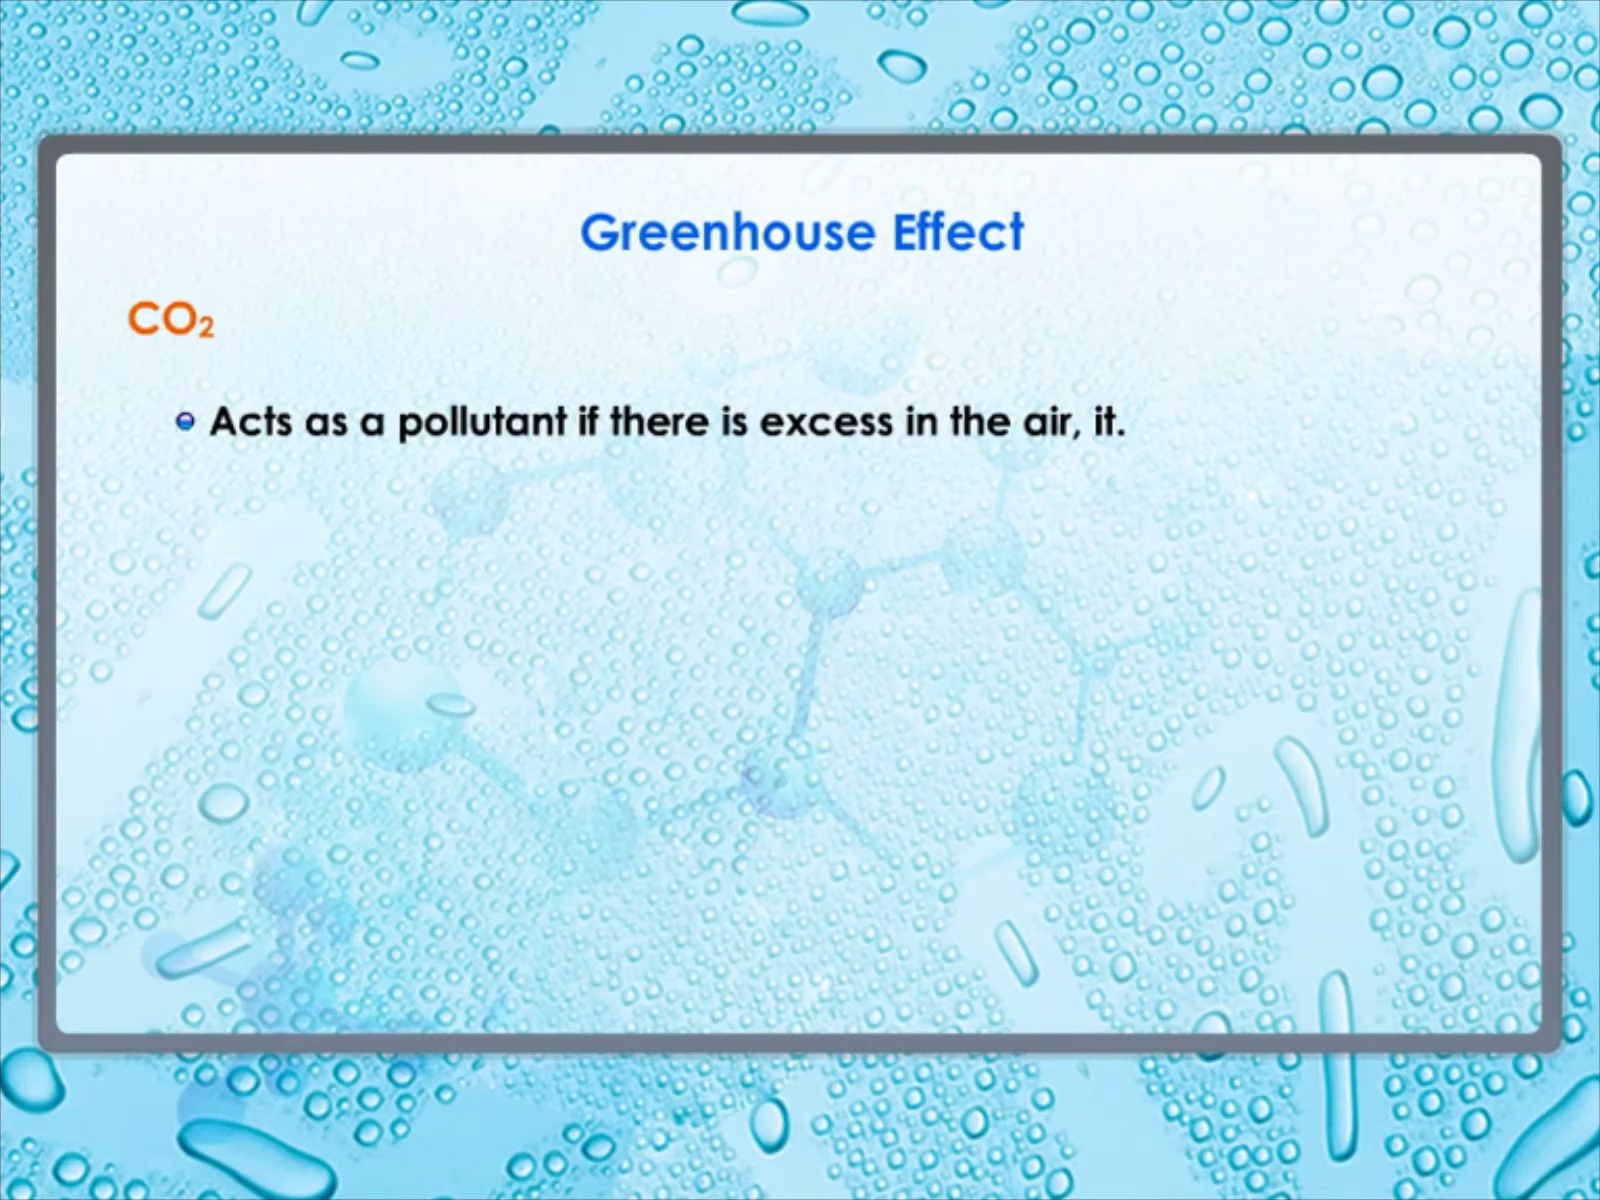 Greenhouse Effect
CO₂
Acts as a pollutant if there is excess in the air, it.